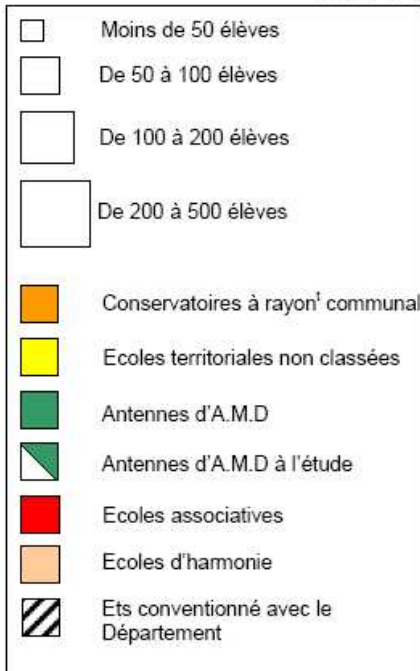 Moins de 50 élèves
De 50 à 100 élèves
De 100 à 200 élèves
De 200 à 500 élèves
Conservatoires à rayonᵗ communal
Ecoles territoriales non classées
Antennes d'A.M.D
Antennes d'A.M.D à l'étude
Ecoles associatives
Ecoles d'harmonie
Ets conventionné avec le
Département